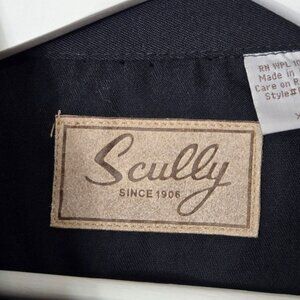 Scully
SINCE 1906
RN WPL
Made in
Care on R
Style#